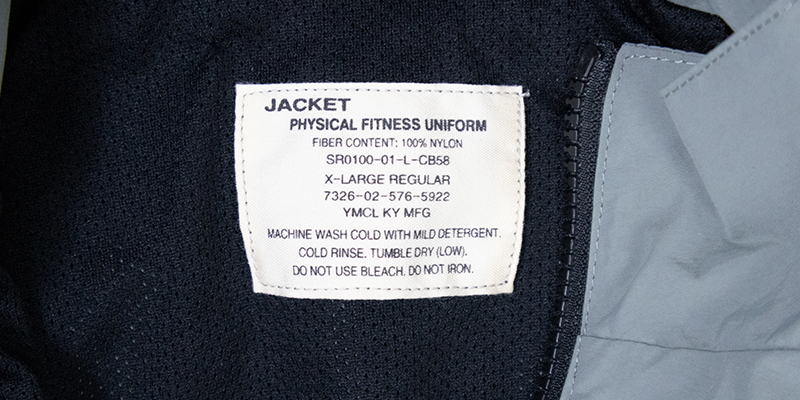 JACKET
PHYSICAL FITNESS UNIFORM
FIBER CONTENT: 100% NYLON
SR0100-01-L-CB58
X-LARGE REGULAR
7326-02-576-5922
YMCL KY MFG
MACHINE WASH COLD WITH MILD DETERGENT.
COLD RINSE. TUMBLE DRY (LOW).
DO NOT USE BLEACH. DO NOT IRON.